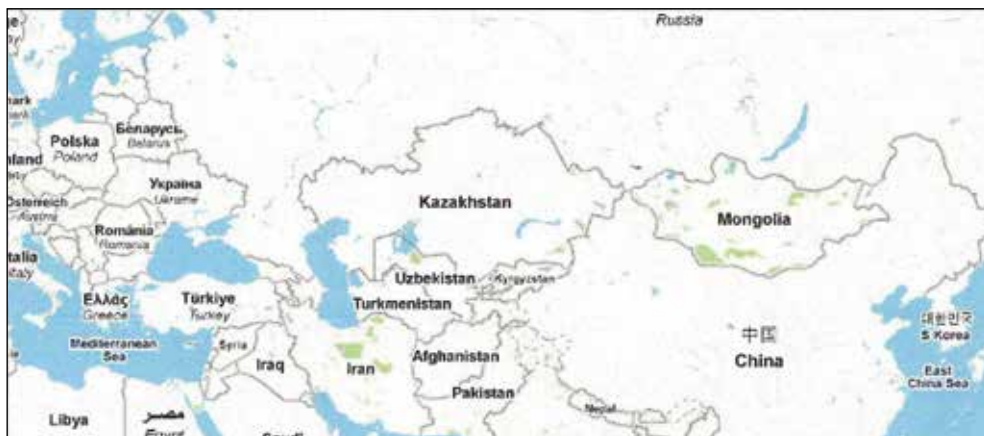 Russia
Polska
Poland
Беларусь
Belarus
Україна
Ukraine
Österreich
Austria
România
Romania
Kazakhstan
Mongolia
Uzbekistan
Kyrgyzstan
Turkmenistan
Ελλάς
Greece
Türkiye
Turkey
Mediterranean
Sea
Syria
Iraq
Iran
Afghanistan
Pakistan
中国
China
대한민국
S Korea
East
China Sea
Nepal
Libya
مصر
Egypt